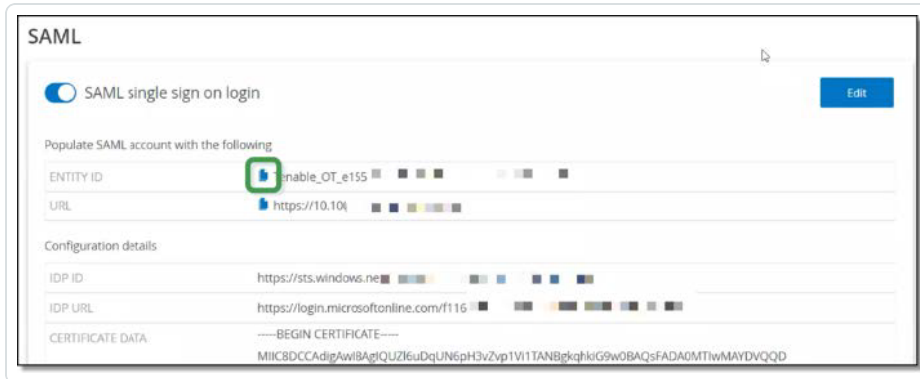 SAML
SAML single sign on login
Edit
Populate SAML account with the following
ENTITY ID Tenable_OT_e155
URL https://10.10
Configuration details
IDP ID https://sts.windows.ne
IDP URL https://login.microsoftonline.com/f116
CERTIFICATE DATA -----BEGIN CERTIFICATE-----